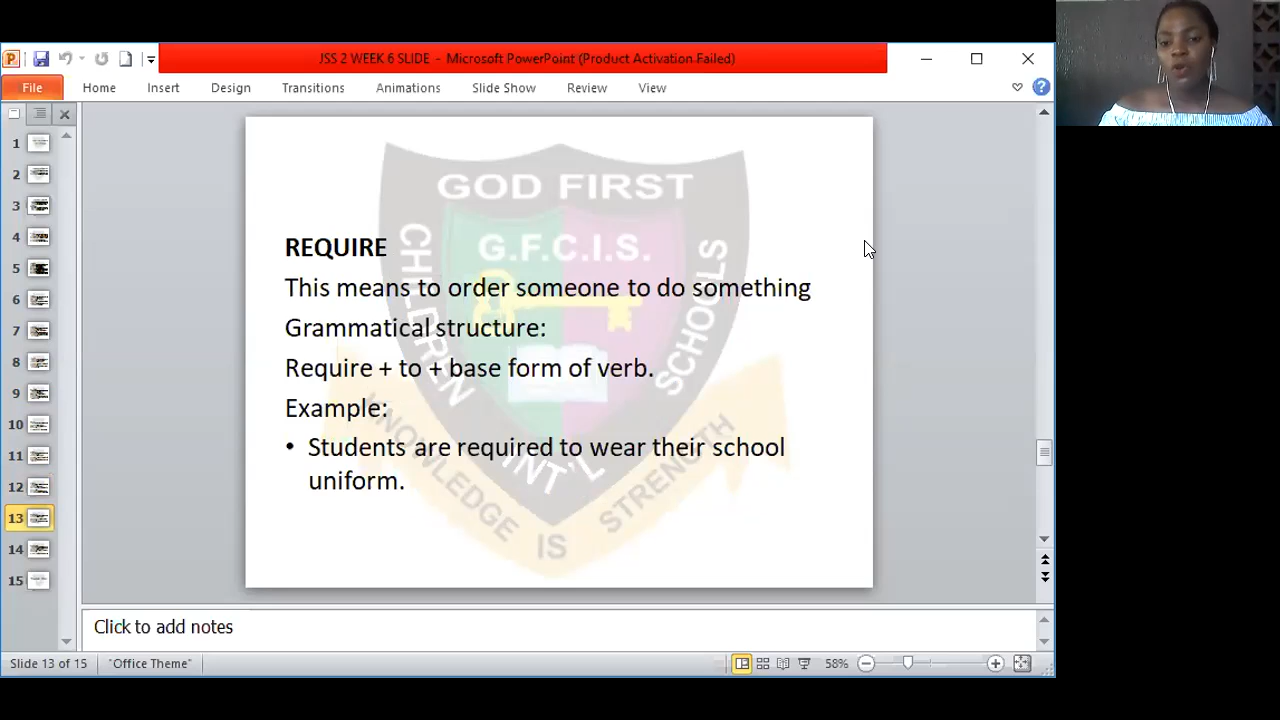 JSS 2 WEEK 6 SLIDE - Microsoft PowerPoint (Product Activation Failed)
File Home Insert Design Transitions Animations Slide Show Review View
1
2
3
4
5
6
7
8
9
10
11
12
13
14
15
GOD FIRST
G.F.C.I.S.
CHILDREN
SCHOOLS
INT'L
KNOWLEDGE IS STRENGTH
REQUIRE
This means to order someone to do something
Grammatical structure:
Require + to + base form of verb.
Example:
• Students are required to wear their school
uniform.
Click to add notes
Slide 13 of 15 "Office Theme" 58%